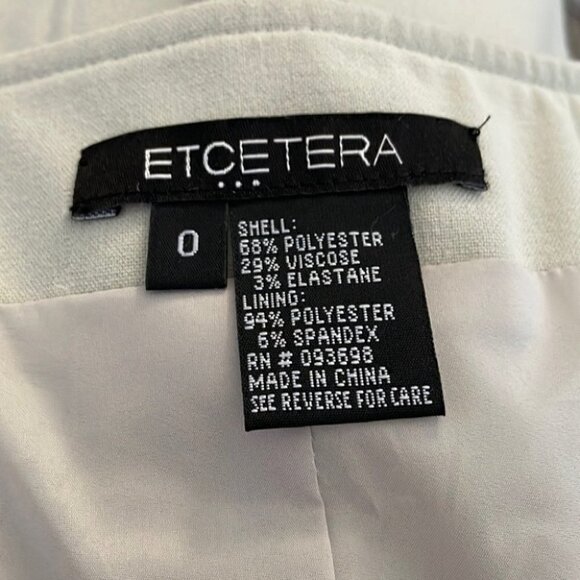 ETCETERA
...
0
SHELL:
68% POLYESTER
29% VISCOSE
3% ELASTANE
LINING:
94% POLYESTER
6% SPANDEX
RN # 093698
MADE IN CHINA
SEE REVERSE FOR CARE